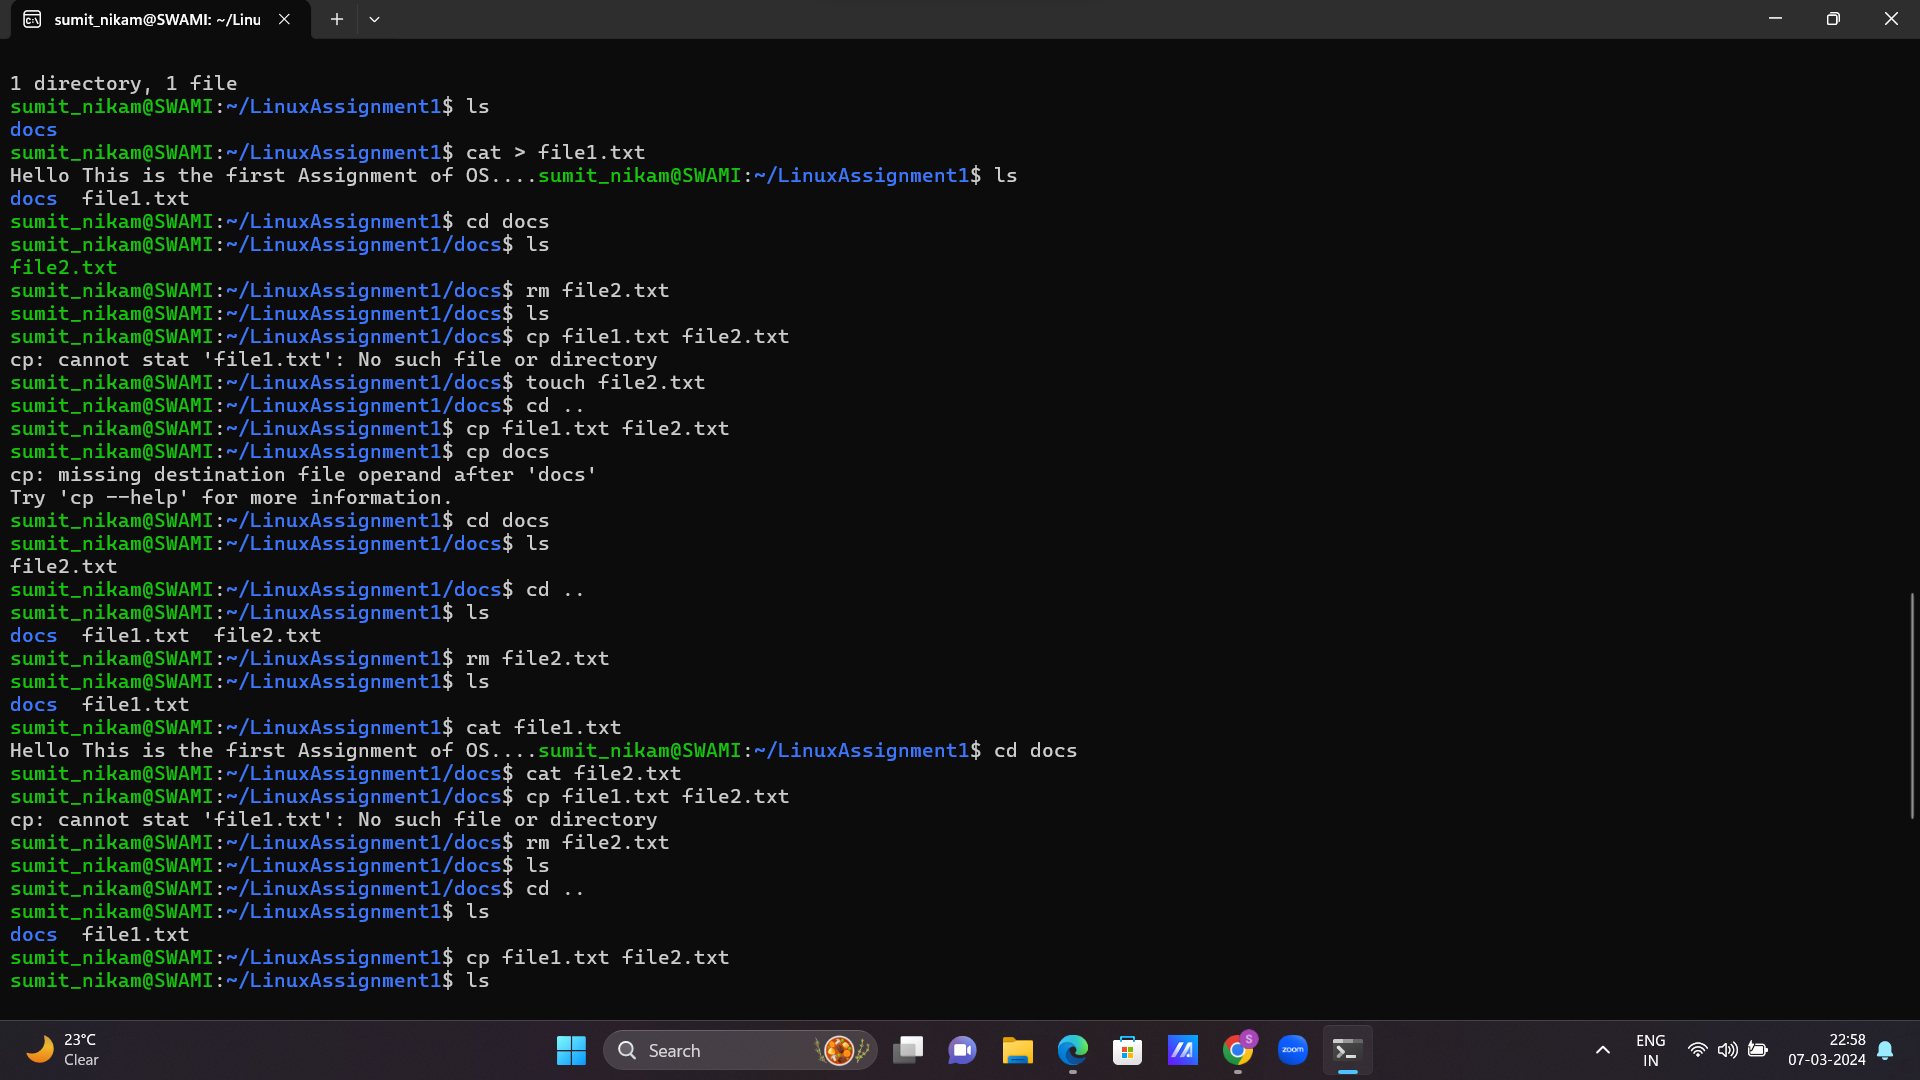 sumit_nikam@SWAMI: ~/Linu
1 directory, 1 file
sumit_nikam@SWAMI:~/LinuxAssignment1$ ls
docs
sumit_nikam@SWAMI:~/LinuxAssignment1$ cat > file1.txt
Hello This is the first Assignment of OS....sumit_nikam@SWAMI:~/LinuxAssignment1$ ls
docs  file1.txt
sumit_nikam@SWAMI:~/LinuxAssignment1$ cd docs
sumit_nikam@SWAMI:~/LinuxAssignment1/docs$ ls
file2.txt
sumit_nikam@SWAMI:~/LinuxAssignment1/docs$ rm file2.txt
sumit_nikam@SWAMI:~/LinuxAssignment1/docs$ ls
sumit_nikam@SWAMI:~/LinuxAssignment1/docs$ cp file1.txt file2.txt
cp: cannot stat 'file1.txt': No such file or directory
sumit_nikam@SWAMI:~/LinuxAssignment1/docs$ touch file2.txt
sumit_nikam@SWAMI:~/LinuxAssignment1/docs$ cd ..
sumit_nikam@SWAMI:~/LinuxAssignment1$ cp file1.txt file2.txt
sumit_nikam@SWAMI:~/LinuxAssignment1$ cp docs
cp: missing destination file operand after 'docs'
Try 'cp --help' for more information.
sumit_nikam@SWAMI:~/LinuxAssignment1$ cd docs
sumit_nikam@SWAMI:~/LinuxAssignment1/docs$ ls
file2.txt
sumit_nikam@SWAMI:~/LinuxAssignment1/docs$ cd ..
sumit_nikam@SWAMI:~/LinuxAssignment1$ ls
docs  file1.txt  file2.txt
sumit_nikam@SWAMI:~/LinuxAssignment1$ rm file2.txt
sumit_nikam@SWAMI:~/LinuxAssignment1$ ls
docs  file1.txt
sumit_nikam@SWAMI:~/LinuxAssignment1$ cat file1.txt
Hello This is the first Assignment of OS....sumit_nikam@SWAMI:~/LinuxAssignment1$ cd docs
sumit_nikam@SWAMI:~/LinuxAssignment1/docs$ cat file2.txt
sumit_nikam@SWAMI:~/LinuxAssignment1/docs$ cp file1.txt file2.txt
cp: cannot stat 'file1.txt': No such file or directory
sumit_nikam@SWAMI:~/LinuxAssignment1/docs$ rm file2.txt
sumit_nikam@SWAMI:~/LinuxAssignment1/docs$ ls
sumit_nikam@SWAMI:~/LinuxAssignment1/docs$ cd ..
sumit_nikam@SWAMI:~/LinuxAssignment1$ ls
docs  file1.txt
sumit_nikam@SWAMI:~/LinuxAssignment1$ cp file1.txt file2.txt
sumit_nikam@SWAMI:~/LinuxAssignment1$ ls
23°C
Clear
Search
S
zoom
ENG
IN
22:58
07-03-2024